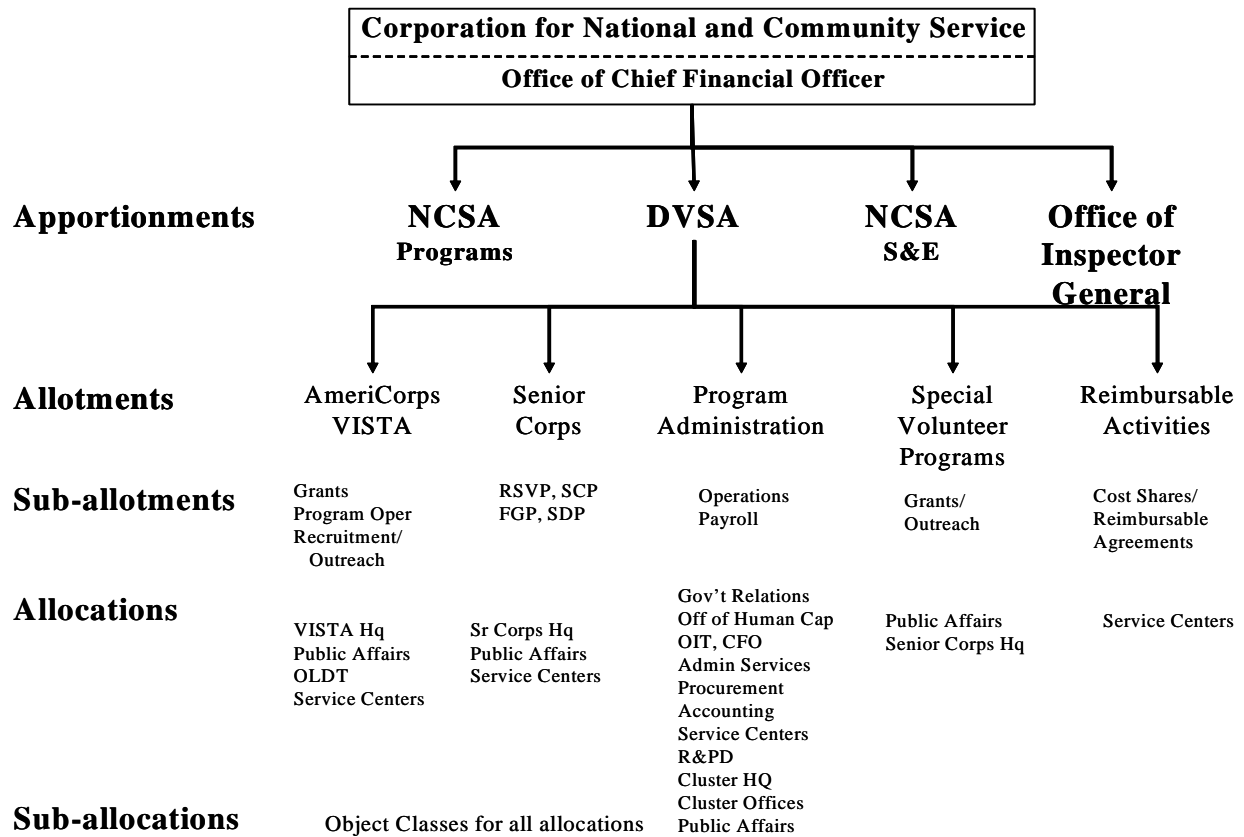 Corporation for National and Community Service
Office of Chief Financial Officer
Apportionments
NCSA
Programs
DVSA
NCSA
S&E
Office of
Inspector
General
Allotments
AmeriCorps
VISTA
Senior
Corps
Program
Administration
Special
Volunteer
Programs
Reimbursable
Activities
Sub-allotments
Grants
Program Oper
Recruitment/
Outreach
RSVP, SCP
FGP, SDP
Operations
Payroll
Grants/
Outreach
Cost Shares/
Reimbursable
Agreements
Allocations
VISTA Hq
Public Affairs
OLDT
Service Centers
Sr Corps Hq
Public Affairs
Service Centers
Gov't Relations
Off of Human Cap
OIT, CFO
Admin Services
Procurement
Accounting
Service Centers
R&PD
Cluster HQ
Cluster Offices
Public Affairs
Public Affairs
Senior Corps Hq
Service Centers
Sub-allocations
Object Classes for all allocations